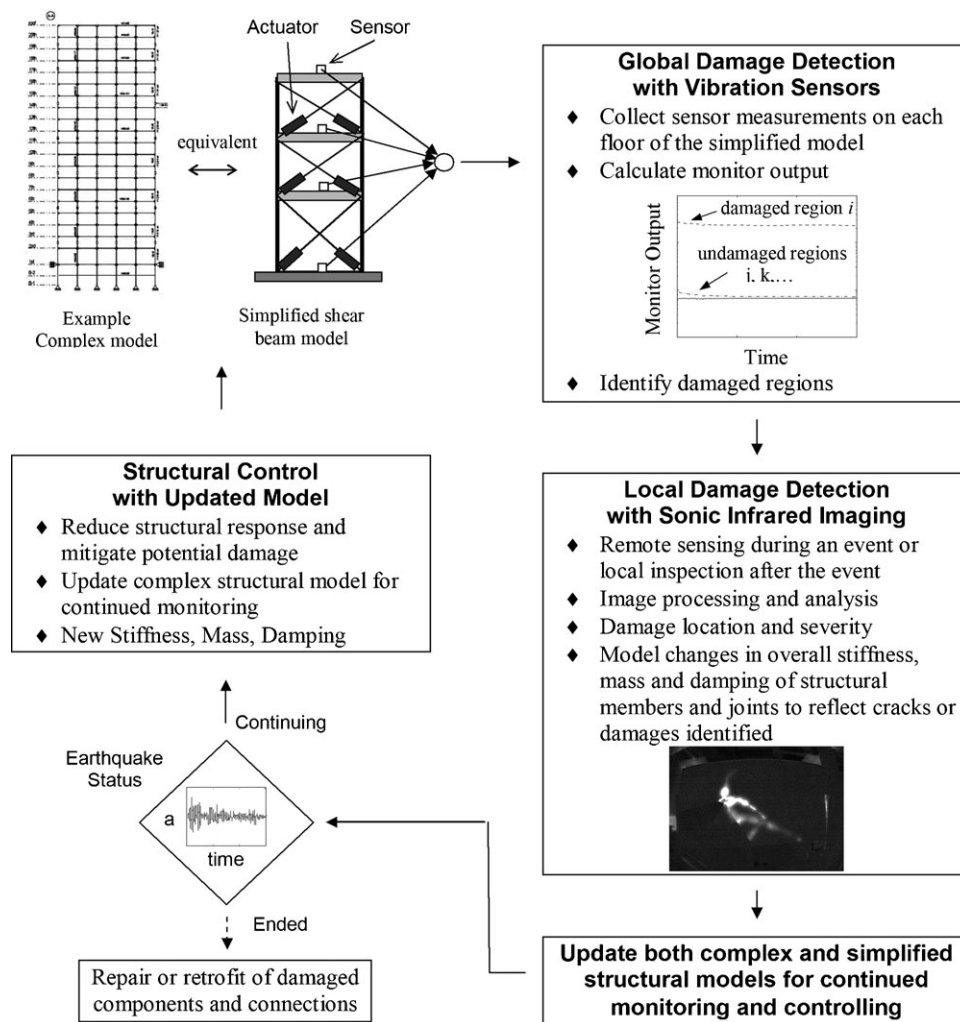 Actuator
Sensor
equivalent
Example
Complex model
Simplified shear
beam model
Global Damage Detection
with Vibration Sensors
♦ Collect sensor measurements on each
floor of the simplified model
♦ Calculate monitor output
Monitor Output
damaged region i
undamaged regions
j, k,…
Time
♦ Identify damaged regions
Local Damage Detection
with Sonic Infrared Imaging
♦ Remote sensing during an event or
local inspection after the event
♦ Image processing and analysis
♦ Damage location and severity
♦ Model changes in overall stiffness,
mass and damping of structural
members and joints to reflect cracks or
damages identified
Update both complex and simplified
structural models for continued
monitoring and controlling
Structural Control
with Updated Model
♦ Reduce structural response and
mitigate potential damage
♦ Update complex structural model for
continued monitoring
♦ New Stiffness, Mass, Damping
Continuing
Earthquake
Status
a
time
Ended
Repair or retrofit of damaged
components and connections